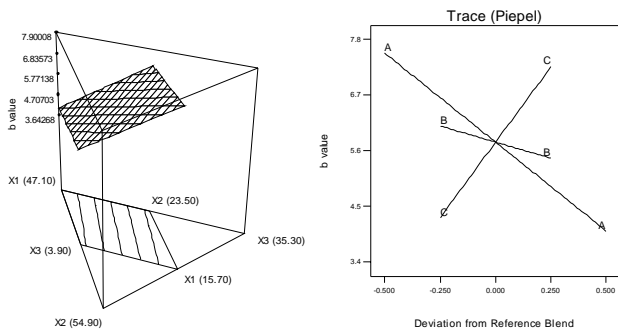 7.90008
6.83573
5.77138
4.70703
3.64268
b value
X1 (47.10)
X2 (23.50)
X3 (3.90)
X3 (35.30)
X1 (15.70)
X2 (54.90)
Trace (Piepel)
7.8
6.7
5.6
4.5
3.4
b value
A
C
B
B
C
A
-0.500
-0.250
0.000
0.250
0.500
Deviation from Reference Blend